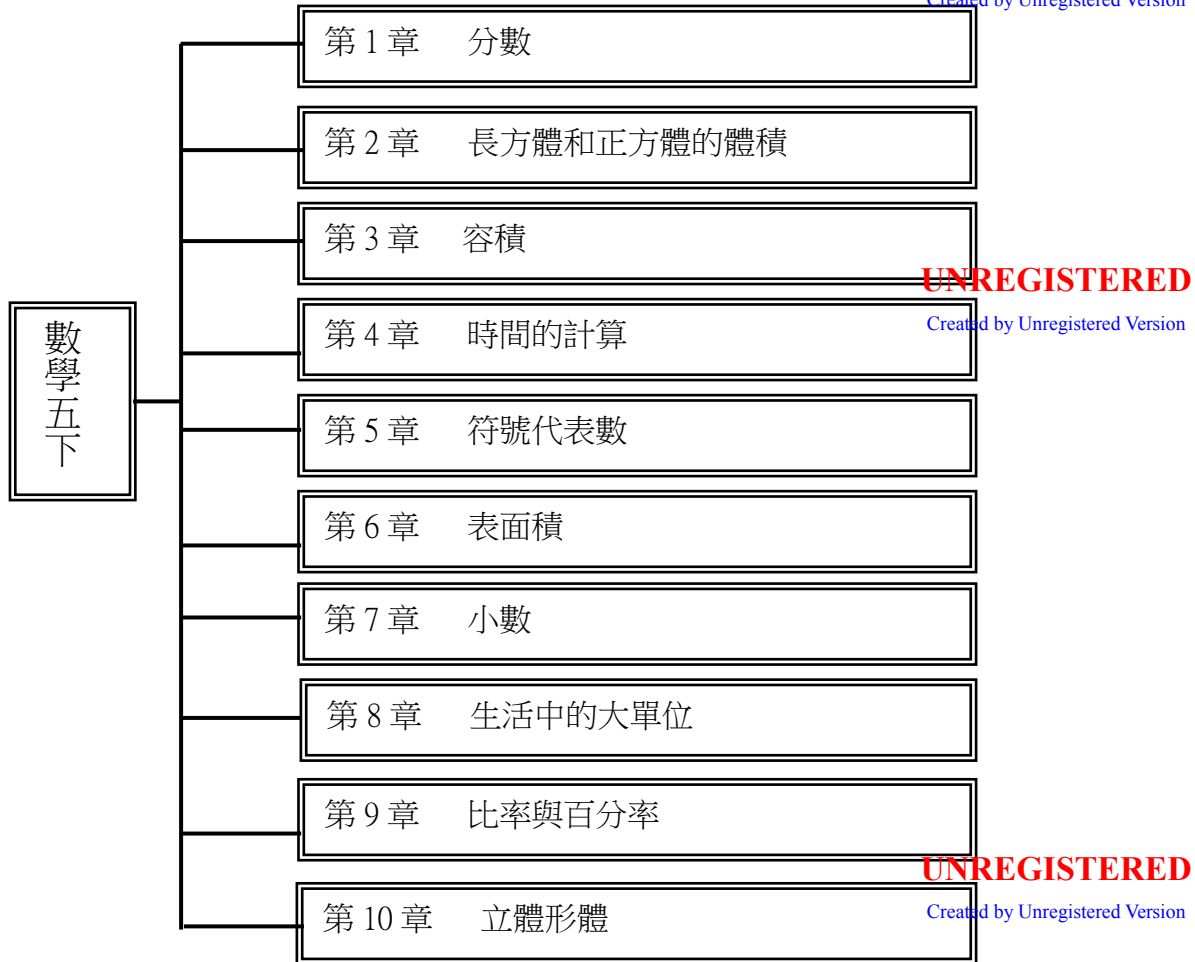 Created by Unregistered Version
第 1 章 分數
第 2 章 長方體和正方體的體積
第 3 章 容積
UNREGISTERED
Created by Unregistered Version
第 4 章 時間的計算
數學五下
第 5 章 符號代表數
第 6 章 表面積
第 7 章 小數
第 8 章 生活中的大單位
第 9 章 比率與百分率
UNREGISTERED
Created by Unregistered Version
第 10 章 立體形體